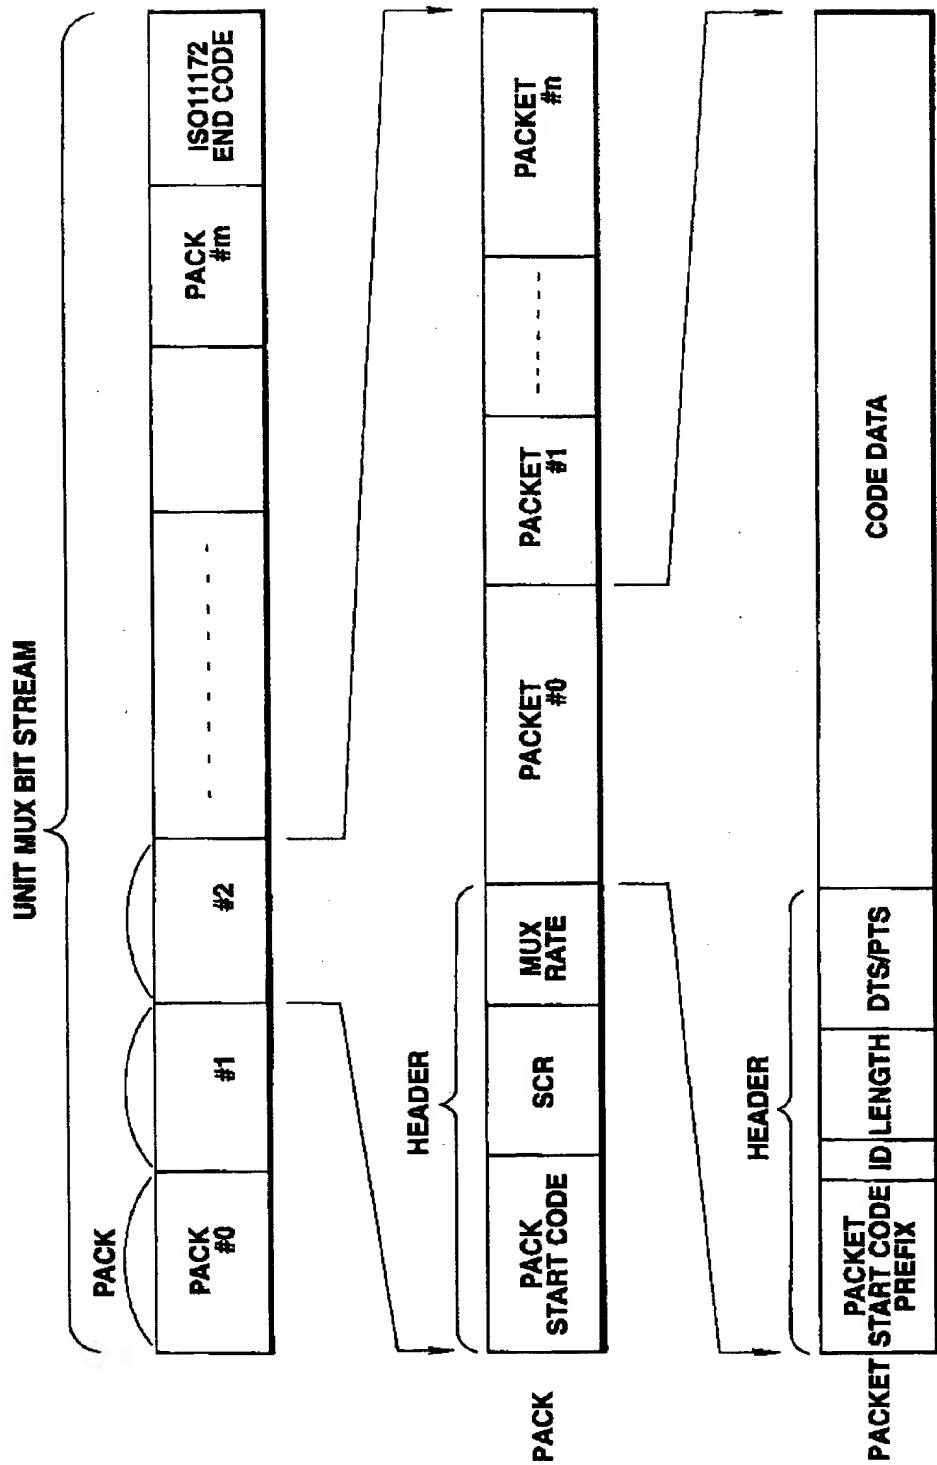 UNIT MUX BIT STREAM
PACK
PACK
#0
#1
#2
PACK
#m
ISO11172
END CODE
HEADER
PACK
PACK
START CODE
SCR
MUX
RATE
PACKET
#0
PACKET
#1
PACKET
#n
HEADER
PACKET
PACKET
START CODE
PREFIX
ID
LENGTH
DTS/PTS
CODE DATA